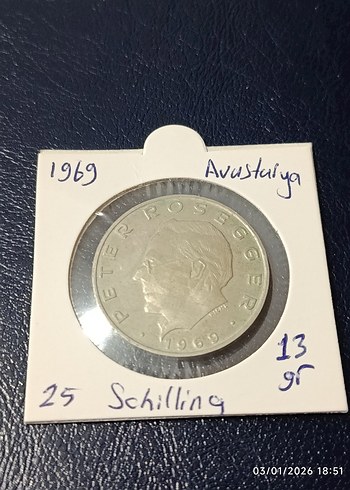 1969 Avusturya
PETER ROSEGGER
1969
13
gr
25 Schilling
03/01/2026 18:51